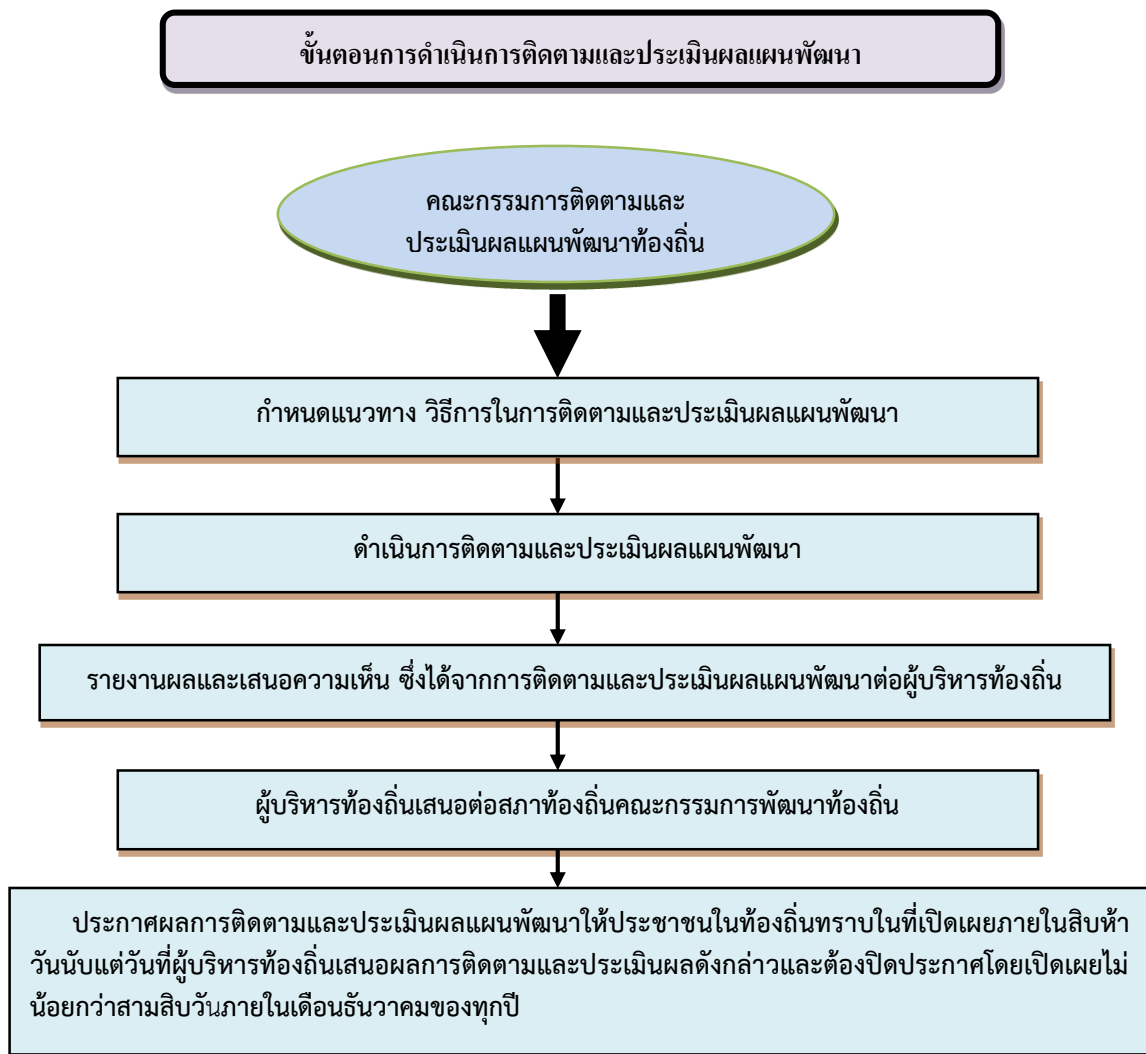 ขั้นตอนการดำเนินการติดตามและประเมินผลแผนพัฒนา
คณะกรรมการติดตามและ
ประเมินผลแผนพัฒนาท้องถิ่น
กำหนดแนวทาง วิธีการในการติดตามและประเมินผลแผนพัฒนา
ดำเนินการติดตามและประเมินผลแผนพัฒนา
รายงานผลและเสนอความเห็น ซึ่งได้จากการติดตามและประเมินผลแผนพัฒนาต่อผู้บริหารท้องถิ่น
ผู้บริหารท้องถิ่นเสนอต่อสภาท้องถิ่นคณะกรรมการพัฒนาท้องถิ่น
ประกาศผลการติดตามและประเมินผลแผนพัฒนาให้ประชาชนในท้องถิ่นทราบในที่เปิดเผยภายในสิบห้า
วันนับแต่วันที่ผู้บริหารท้องถิ่นเสนอผลการติดตามและประเมินผลดังกล่าวและต้องปิดประกาศโดยเปิดเผยไม่
น้อยกว่าสามสิบวันภายในเดือนธันวาคมของทุกปี